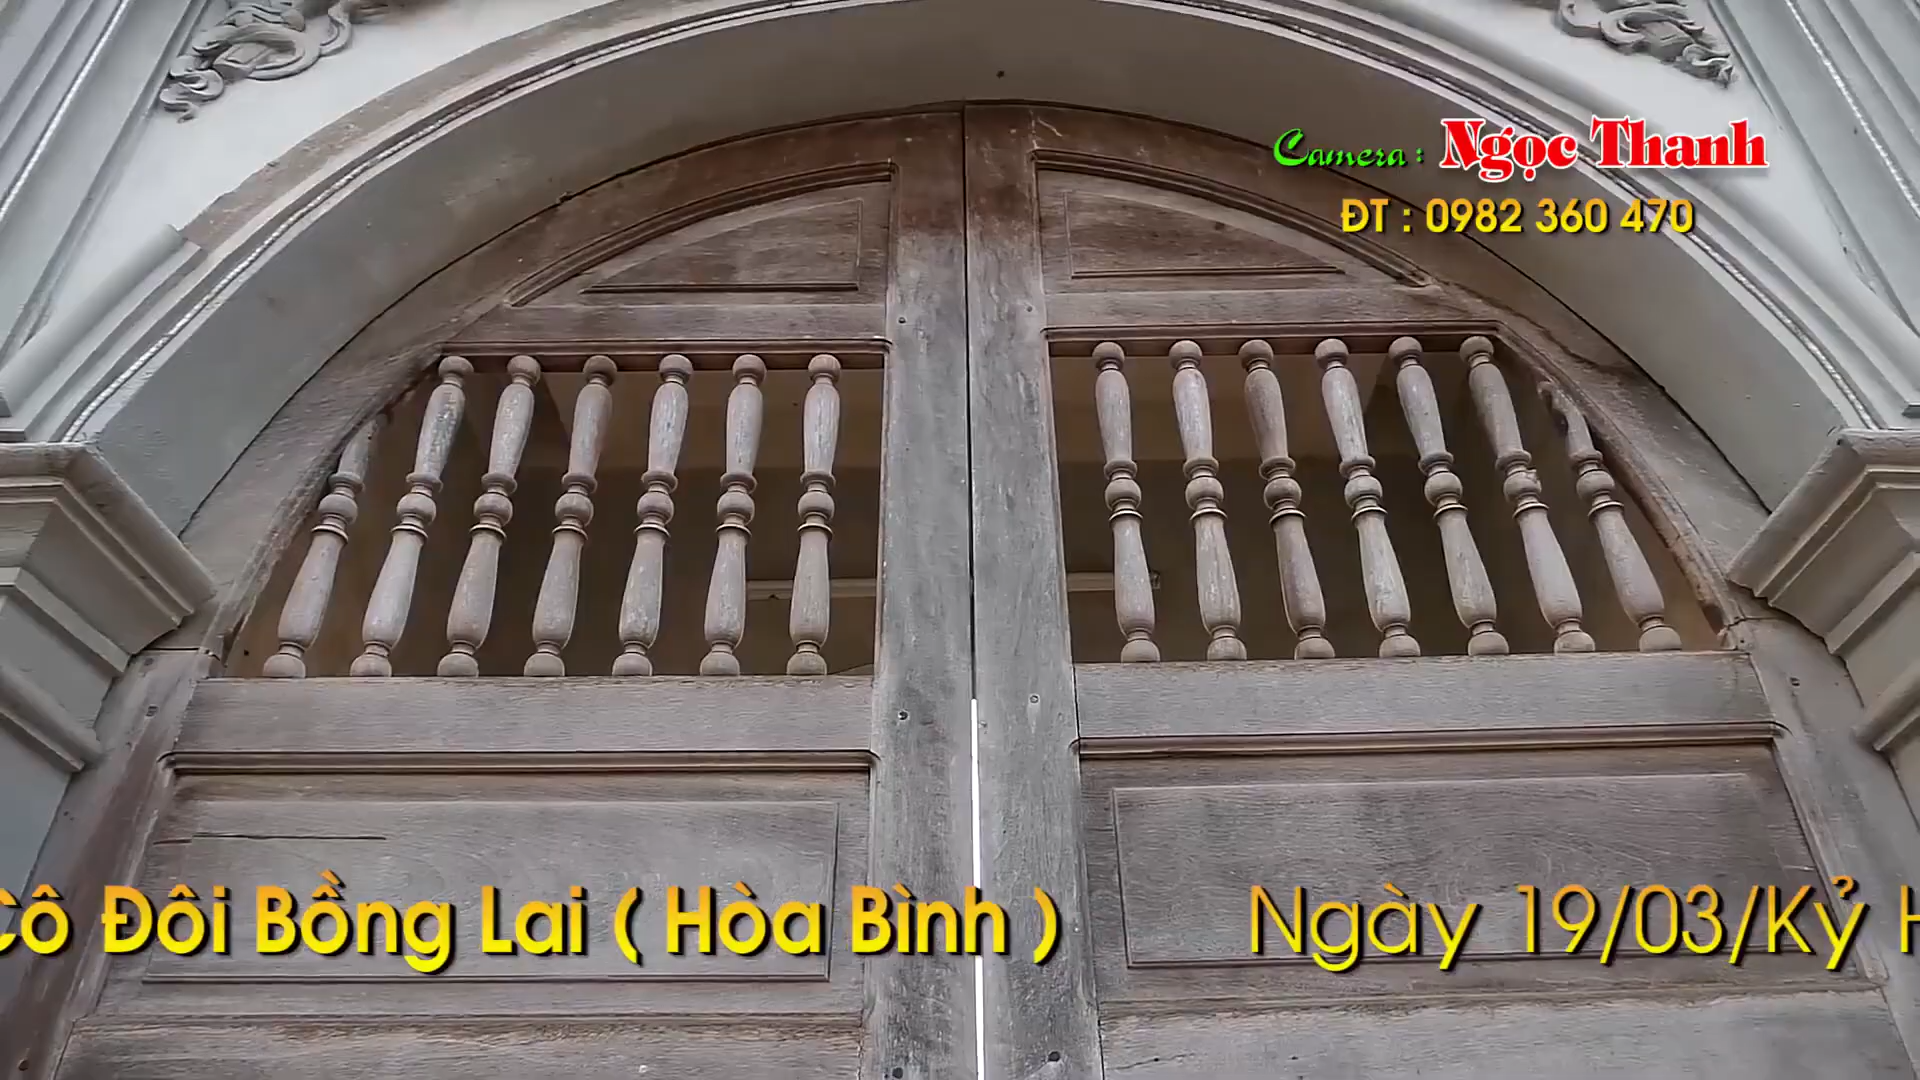 Camera : Ngọc Thanh
ĐT : 0982 360 470
Cô Đôi Bồng Lai ( Hòa Bình ) Ngày 19/03/Kỷ